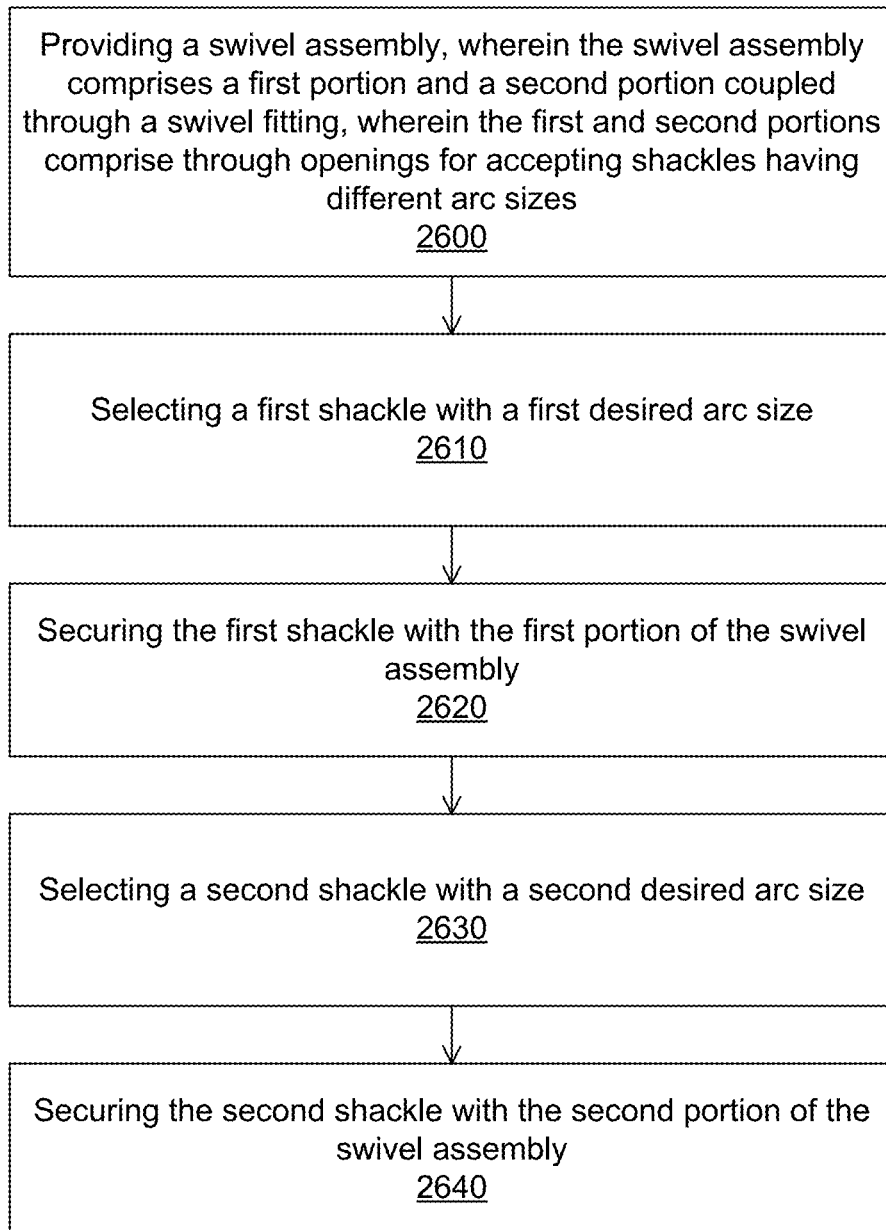 Providing a swivel assembly, wherein the swivel assembly
comprises a first portion and a second portion coupled
through a swivel fitting, wherein the first and second portions
comprise through openings for accepting shackles having
different arc sizes
2600
Selecting a first shackle with a first desired arc size
2610
Securing the first shackle with the first portion of the swivel
assembly
2620
Selecting a second shackle with a second desired arc size
2630
Securing the second shackle with the second portion of the
swivel assembly
2640